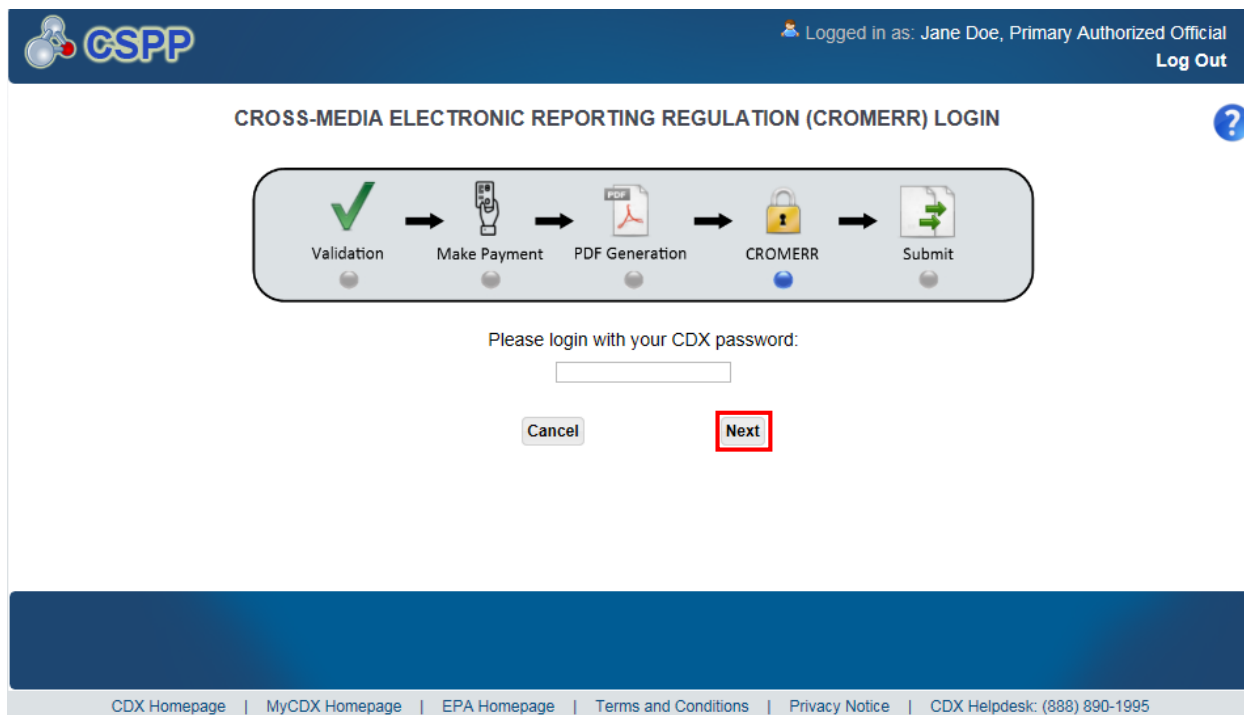 CSPP
Logged in as: Jane Doe, Primary Authorized Official
Log Out
CROSS-MEDIA ELECTRONIC REPORTING REGULATION (CROMERR) LOGIN
?
PDF
Validation Make Payment PDF Generation CROMERR Submit
Please login with your CDX password:
Cancel Next
CDX Homepage | MyCDX Homepage | EPA Homepage | Terms and Conditions | Privacy Notice | CDX Helpdesk: (888) 890-1995